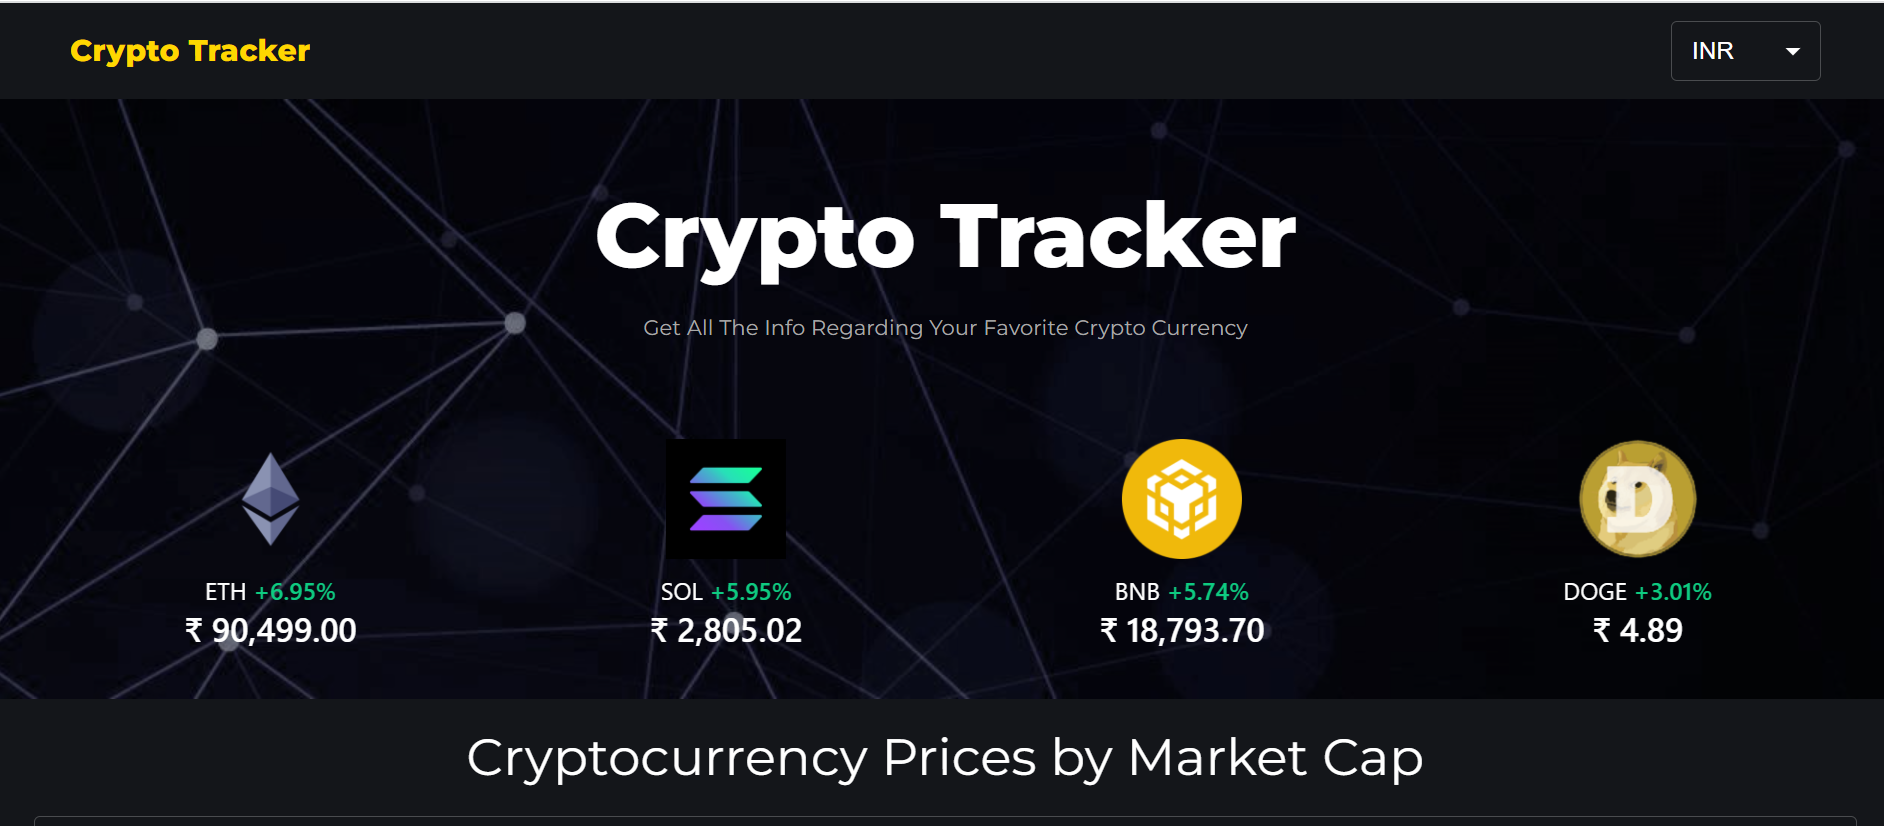 Crypto Tracker
INR
Crypto Tracker
Get All The Info Regarding Your Favorite Crypto Currency
ETH +6.95%
₹ 90,499.00
SOL +5.95%
₹ 2,805.02
BNB +5.74%
₹ 18,793.70
DOGE +3.01%
₹ 4.89
Cryptocurrency Prices by Market Cap